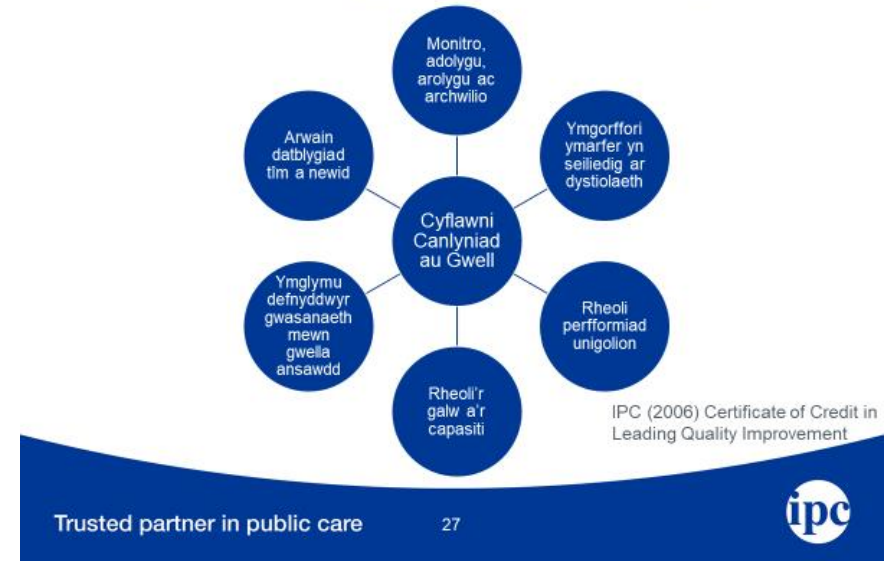 Monitro,
adolygu,
arolygu ac
archwilio
Ymgorffori
ymarfer yn
seiliedig ar
dystiolaeth
Rheoli
perfformiad
unigolion
Rheoli'r
galw a'r
capasiti
Ymglymu
defnyddwyr
gwasanaeth
mewn
gwella
ansawdd
Arwain
datblygiad
tîm a newid
Cyflawni
Canlyniad
au Gwell
IPC (2006) Certificate of Credit in
Leading Quality Improvement
Trusted partner in public care
27
ipc